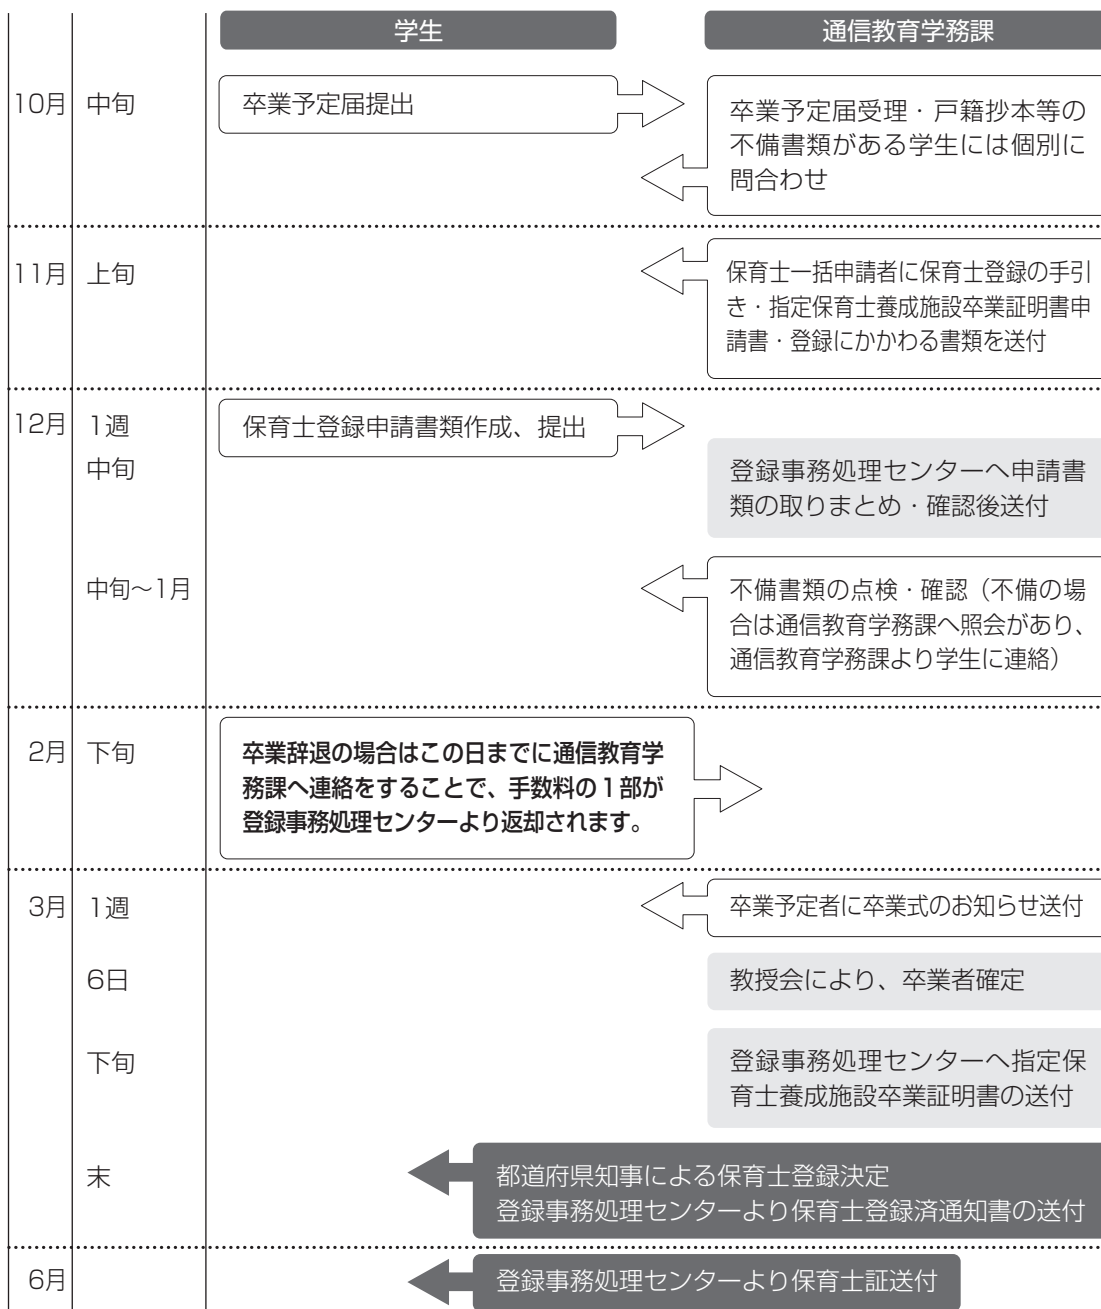 学生
通信教育学務課
10月 中旬
卒業予定届提出
卒業予定届受理・戸籍抄本等の
不備書類がある学生には個別に
問合わせ
11月 上旬
保育士一括申請者に保育士登録の手引
き・指定保育士養成施設卒業証明書申
請書・登録にかかわる書類を送付
12月 1週
保育士登録申請書類作成、提出
中旬
登録事務処理センターへ申請書
類の取りまとめ・確認後送付
中旬〜1月
不備書類の点検・確認（不備の場
合は通信教育学務課へ照会があり、
通信教育学務課より学生に連絡）
2月 下旬
卒業辞退の場合はこの日までに通信教育学
務課へ連絡をすることで、手数料の１部が
登録事務処理センターより返却されます。
3月 1週
卒業予定者に卒業式のお知らせ送付
6日
教授会により、卒業者確定
下旬
登録事務処理センターへ指定保
育士養成施設卒業証明書の送付
末
都道府県知事による保育士登録決定
登録事務処理センターより保育士登録済通知書の送付
6月
登録事務処理センターより保育士証送付